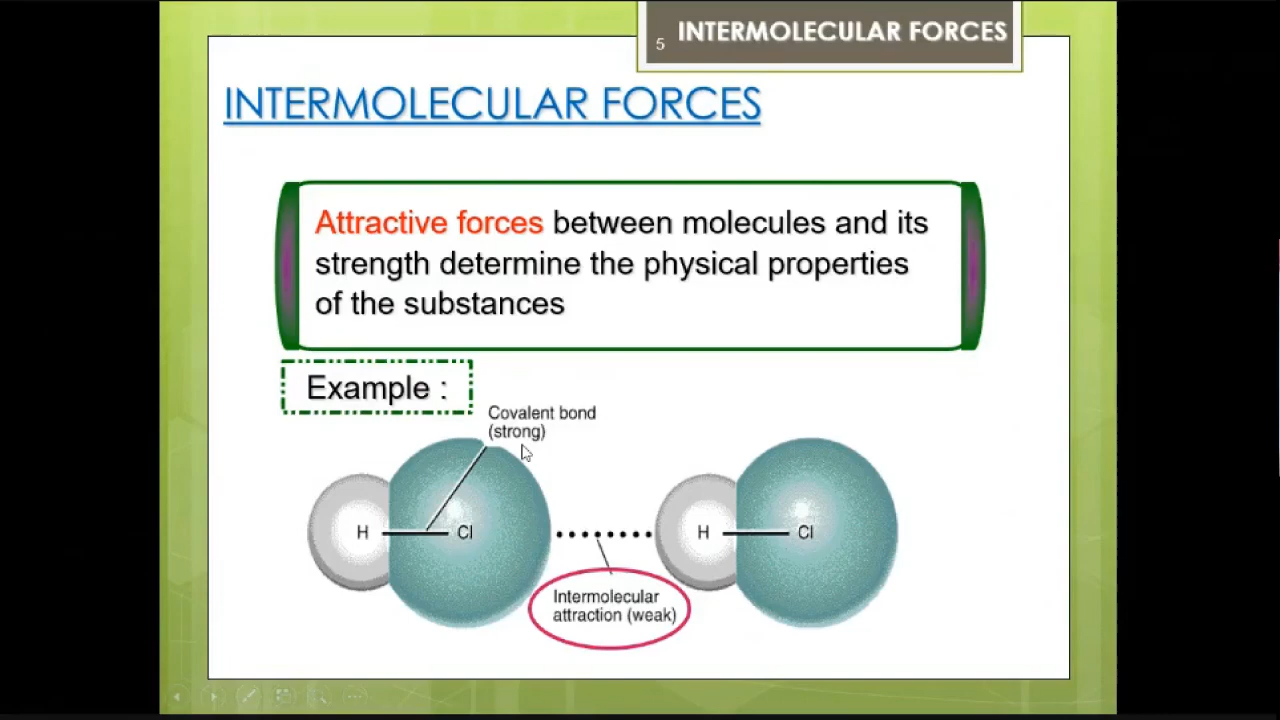 5 INTERMOLECULAR FORCES
INTERMOLECULAR FORCES
Attractive forces between molecules and its
strength determine the physical properties
of the substances
Example :
Covalent bond
(strong)
H Cl H Cl
Intermolecular
attraction (weak)